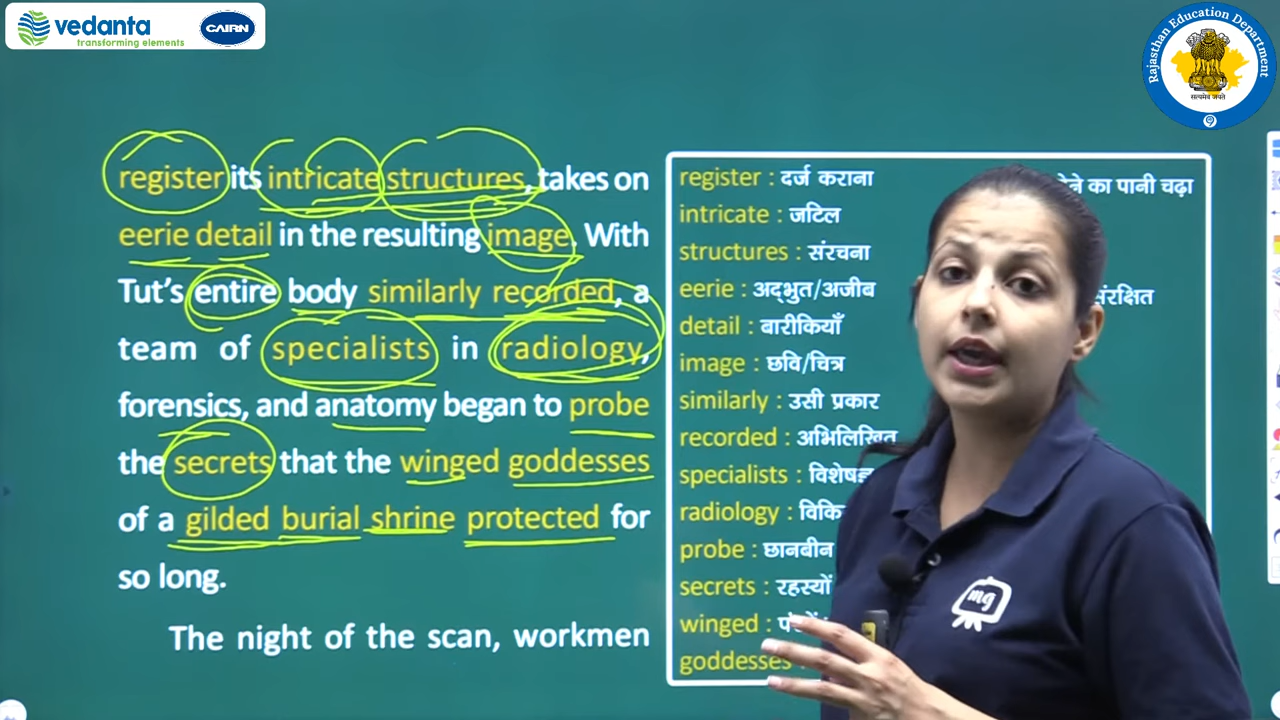 vedanta
transforming elements
CAIRN
Rajasthan Education Department
सत्यमेव जयते
register its intricate structures, takes on
eerie detail in the resulting image. With
Tut's entire body similarly recorded, a
team of specialists in radiology,
forensics, and anatomy began to probe
the secrets that the winged goddesses
of a gilded burial shrine protected for
so long.
The night of the scan, workmen
register : दर्ज कराना
intricate : जटिल
structures : संरचना
eerie : अद्भुत/अजीब
detail : बारीकियाँ
image : छवि/चित्र
similarly : उसी प्रकार
recorded : अभिलिखित
specialists :
radiology :
probe : छानबीन
secrets : रहस्यों
winged :
goddesses
का पानी चढ़ा
संरक्षित
mg